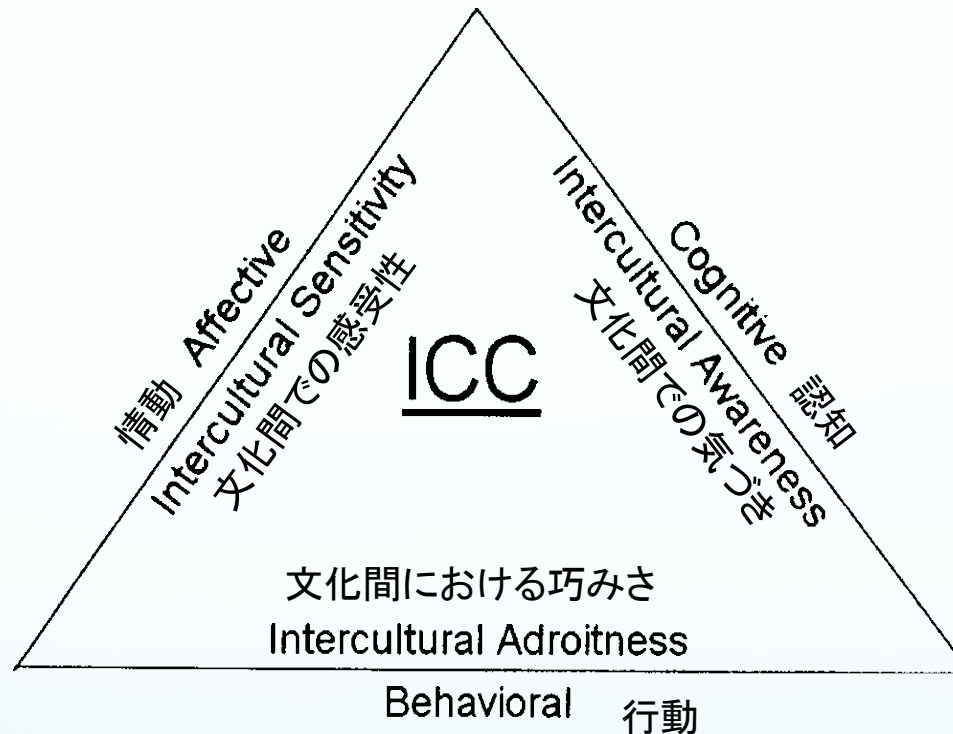 情動 Affective
Intercultural Sensitivity
文化間での感受性
ICC
Cognitive 認知
Intercultural Awareness
文化間での気づき
文化間における巧みさ
Intercultural Adroitness
Behavioral 行動